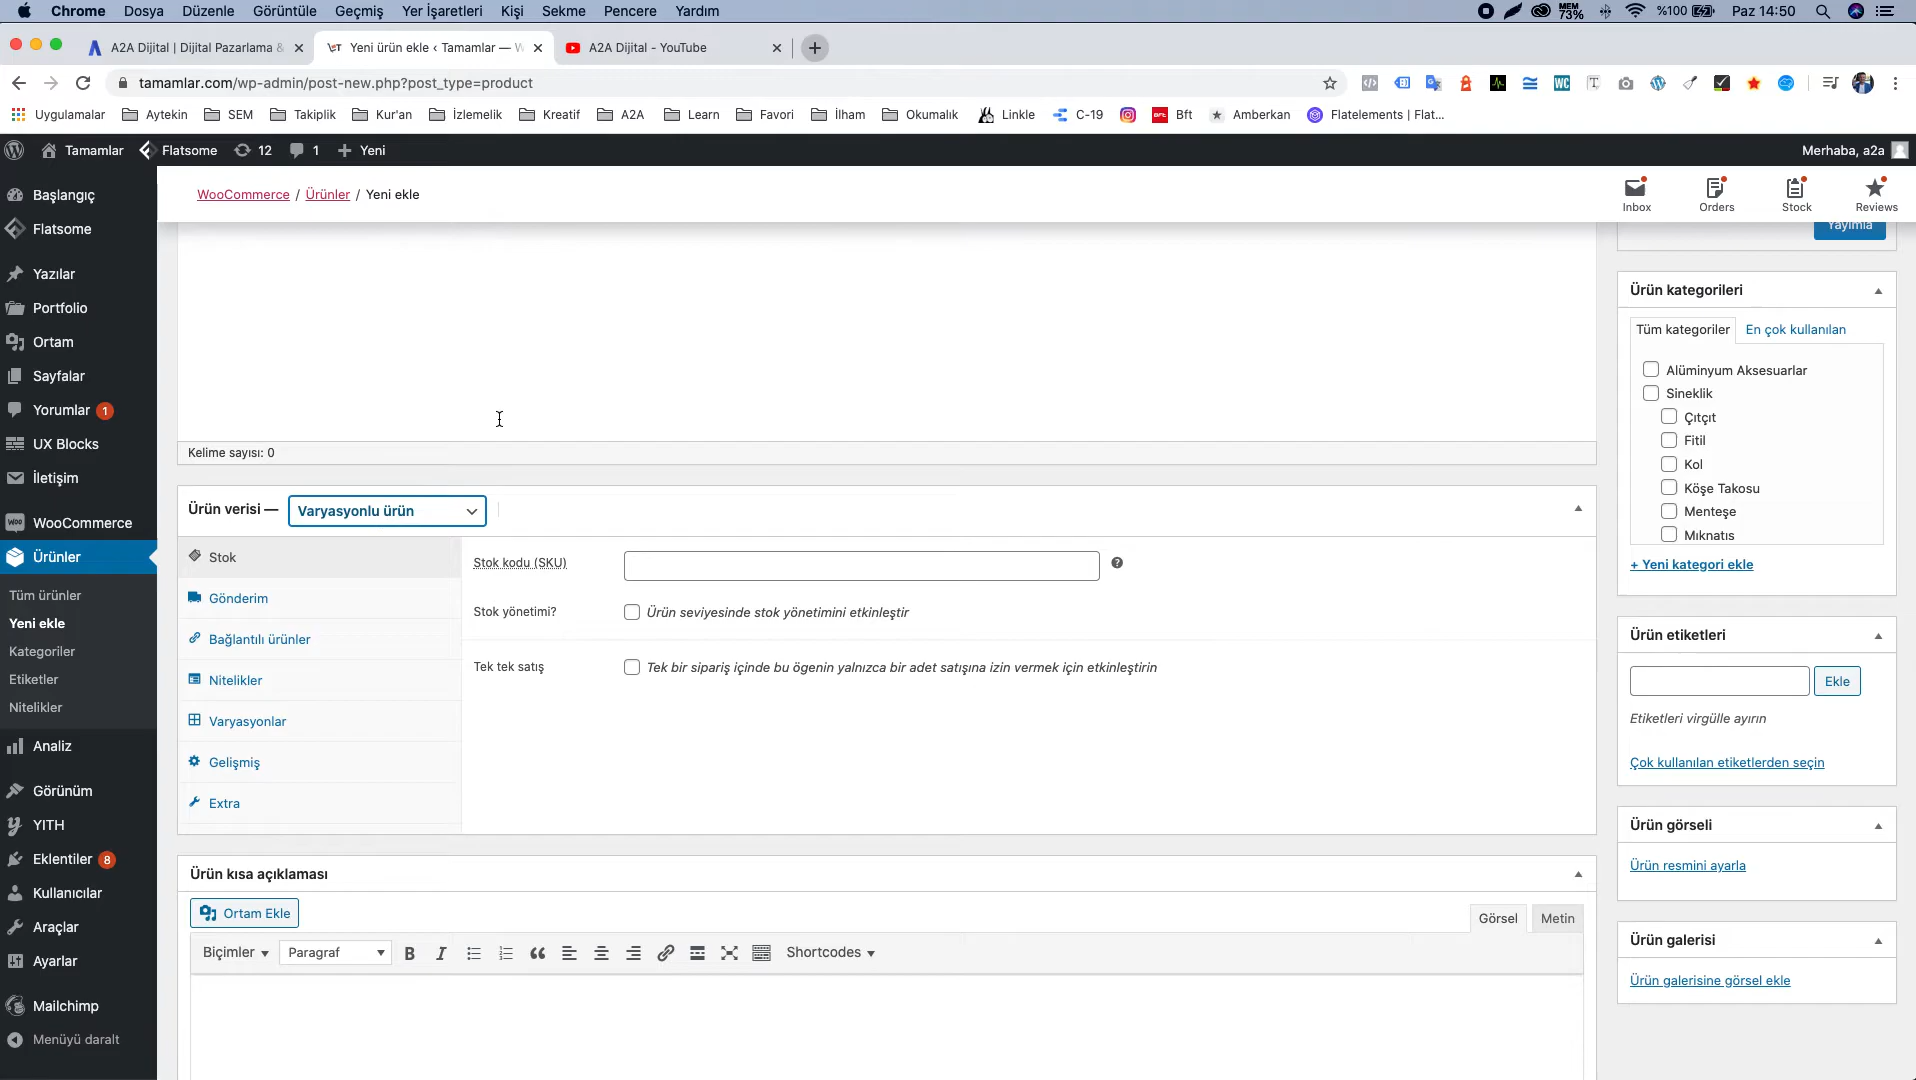 Chrome Dosya Düzenle Görüntüle Geçmiş Yer İşaretleri Kişi Sekme Pencere Yardım
MEM 73% %100 Paz 14:50
A2A Dijital | Dijital Pazarlama &
Yeni ürün ekle ‹ Tamamlar — W
A2A Dijital - YouTube
tamamlar.com/wp-admin/post-new.php?post_type=product
Uygulamalar Aytekin SEM Takiplik Kur'an İzlemelik Kreatif A2A Learn Favori İlham Okumalık Linkle C-19 Bft Amberkan Flatelements | Flat...
Tamamlar Flatsome 12 1 Yeni
Merhaba, a2a
Başlangıç
Flatsome
Yazılar
Portfolio
Ortam
Sayfalar
Yorumlar 1
UX Blocks
İletişim
WooCommerce
Ürünler
Tüm ürünler
Yeni ekle
Kategoriler
Etiketler
Nitelikler
Analiz
Görünüm
YITH
Eklentiler 8
Kullanıcılar
Araçlar
Ayarlar
Mailchimp
Menüyü daralt
WooCommerce / Ürünler / Yeni ekle
Inbox Orders Stock Reviews
Kelime sayısı: 0
Ürün verisi — Varyasyonlu ürün
Stok
Gönderim
Bağlantılı ürünler
Nitelikler
Varyasyonlar
Gelişmiş
Extra
Stok kodu (SKU)
Stok yönetimi? Ürün seviyesinde stok yönetimini etkinleştir
Tek tek satış Tek bir sipariş içinde bu ögenin yalnızca bir adet satışına izin vermek için etkinleştirin
Ürün kısa açıklaması
Ortam Ekle
Görsel Metin
Biçimler Paragraf B I Shortcodes
Yayımla
Ürün kategorileri
Tüm kategoriler En çok kullanılan
Alüminyum Aksesuarlar
Sineklik
Çıtçıt
Fitil
Kol
Köşe Takosu
Menteşe
Mıknatıs
+ Yeni kategori ekle
Ürün etiketleri
Ekle
Etiketleri virgülle ayırın
Çok kullanılan etiketlerden seçin
Ürün görseli
Ürün resmini ayarla
Ürün galerisi
Ürün galerisine görsel ekle